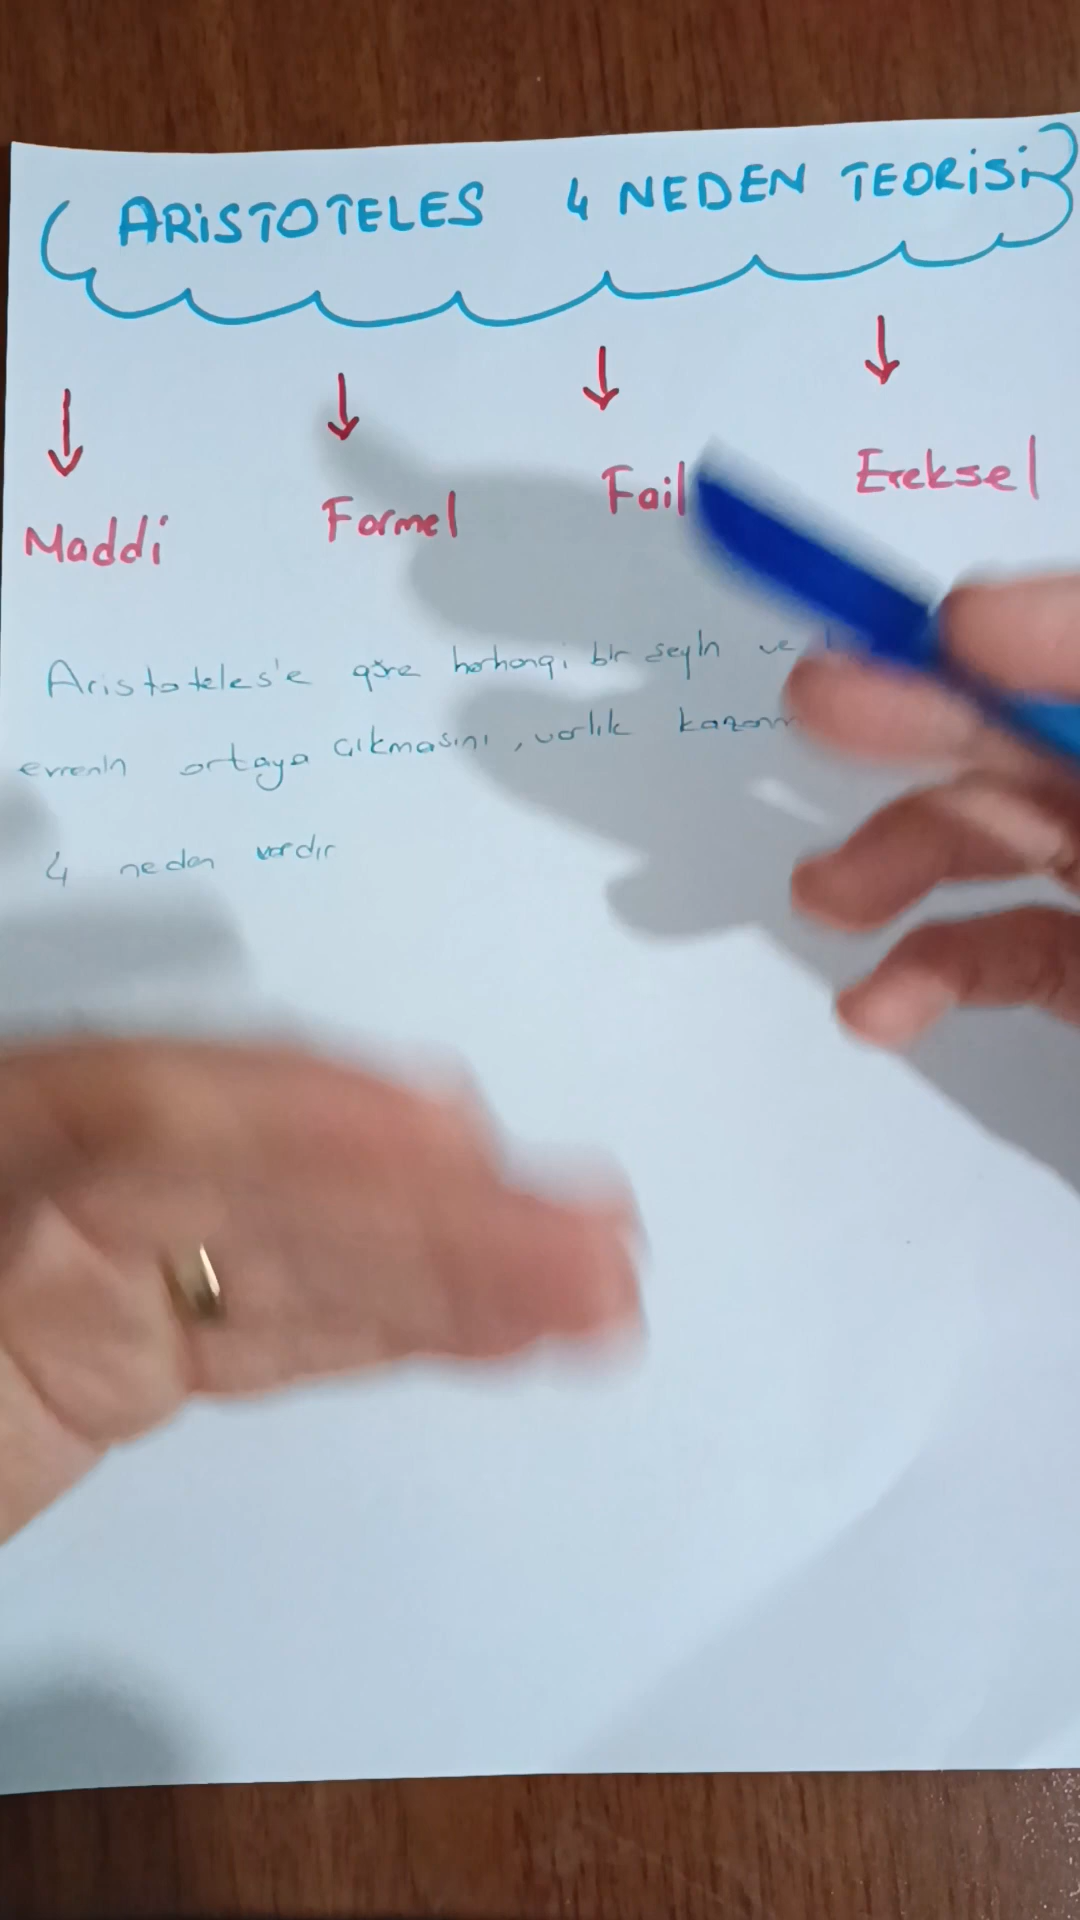 ARİSTOTELES 4 NEDEN TEORİSİ
Maddi Formel Fail Ereksel
Aristoteles'e göre herhangi bir şeyin ve
evrenin ortaya çıkmasını, varlık
4 neden vardır